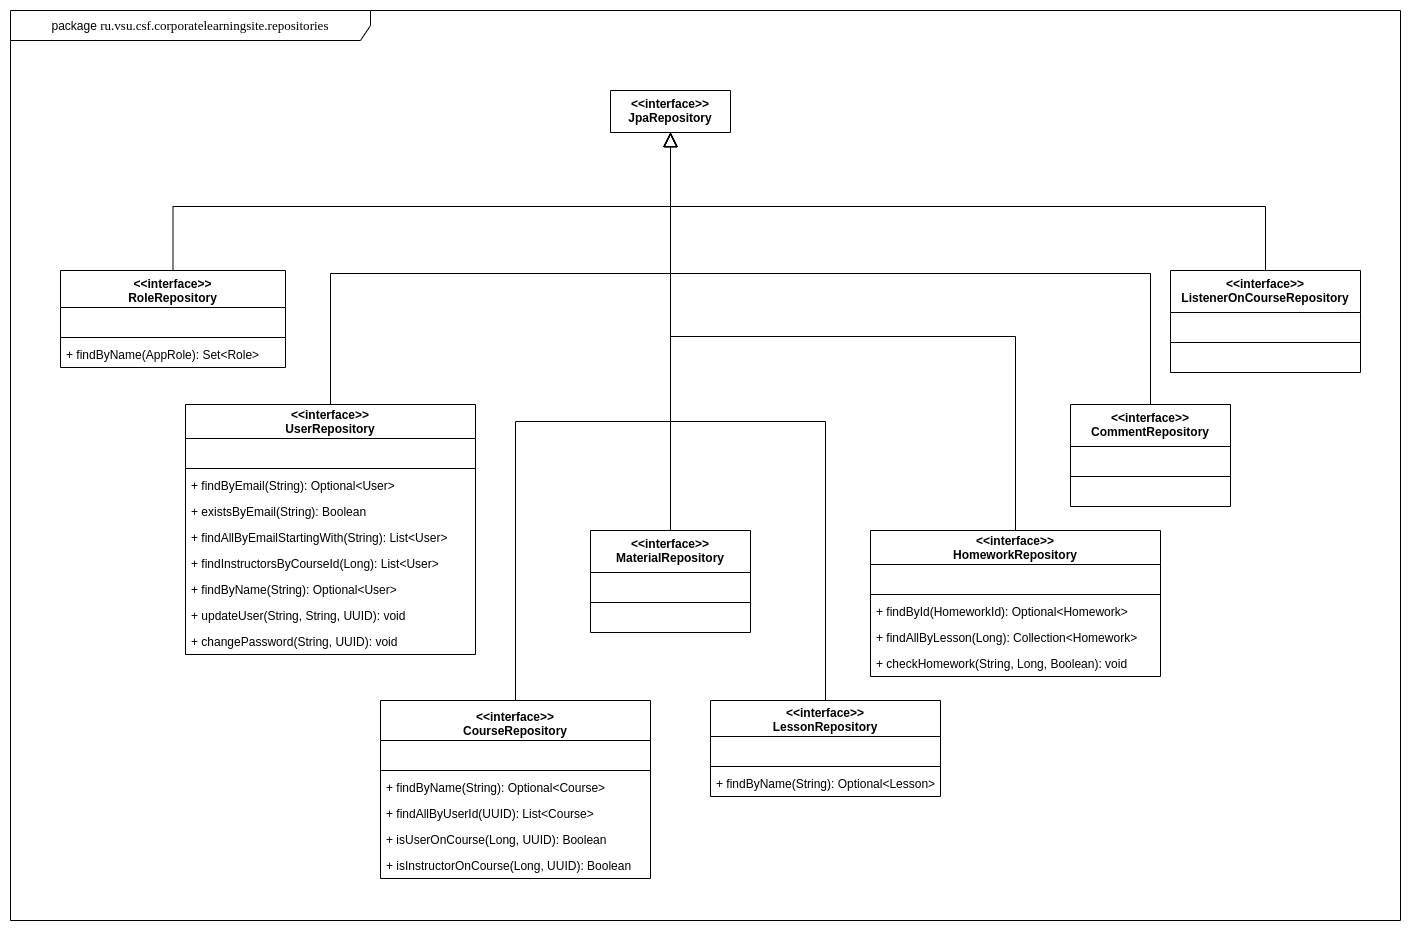 package ru.vsu.csf.corporatelearningsite.repositories
<<interface>>
JpaRepository
<<interface>>
RoleRepository
+ findByName(AppRole): Set<Role>
<<interface>>
ListenerOnCourseRepository
<<interface>>
UserRepository
+ findByEmail(String): Optional<User>
+ existsByEmail(String): Boolean
+ findAllByEmailStartingWith(String): List<User>
+ findInstructorsByCourseId(Long): List<User>
+ findByName(String): Optional<User>
+ updateUser(String, String, UUID): void
+ changePassword(String, UUID): void
<<interface>>
CommentRepository
<<interface>>
MaterialRepository
<<interface>>
HomeworkRepository
+ findById(HomeworkId): Optional<Homework>
+ findAllByLesson(Long): Collection<Homework>
+ checkHomework(String, Long, Boolean): void
<<interface>>
CourseRepository
+ findByName(String): Optional<Course>
+ findAllByUserId(UUID): List<Course>
+ isUserOnCourse(Long, UUID): Boolean
+ isInstructorOnCourse(Long, UUID): Boolean
<<interface>>
LessonRepository
+ findByName(String): Optional<Lesson>